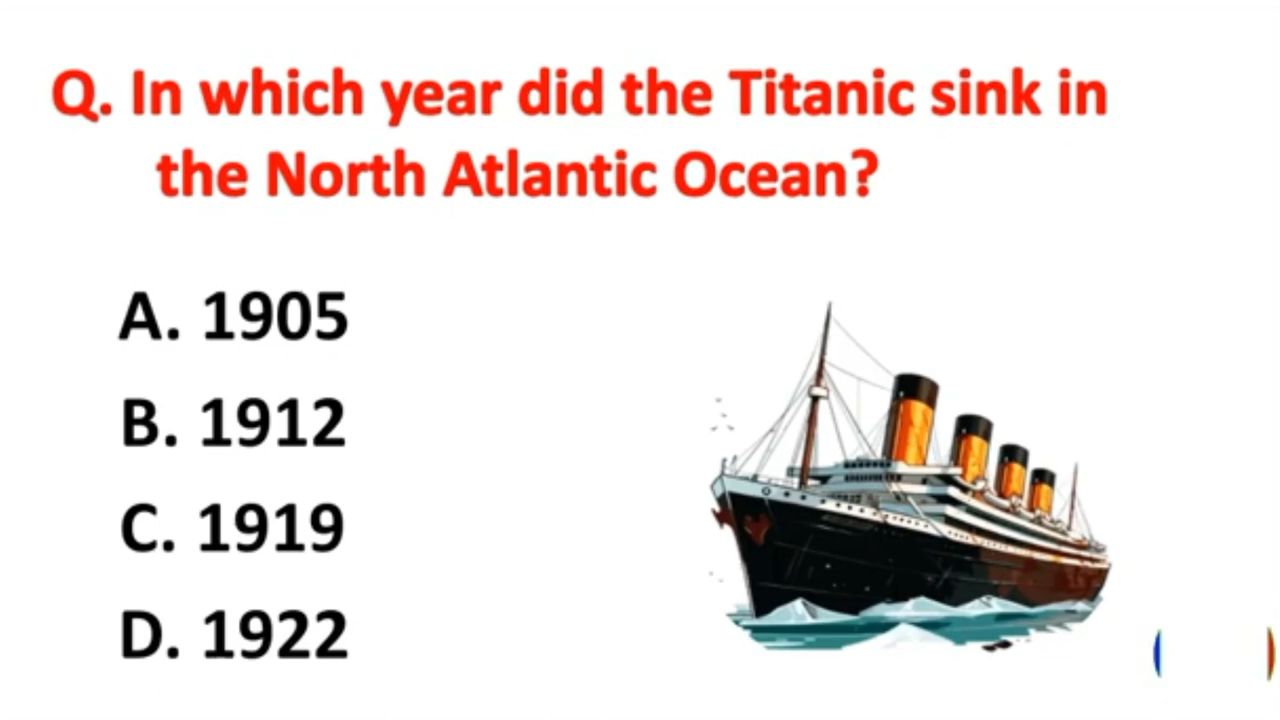 Q. In which year did the Titanic sink in
the North Atlantic Ocean?
A. 1905
B. 1912
C. 1919
D. 1922